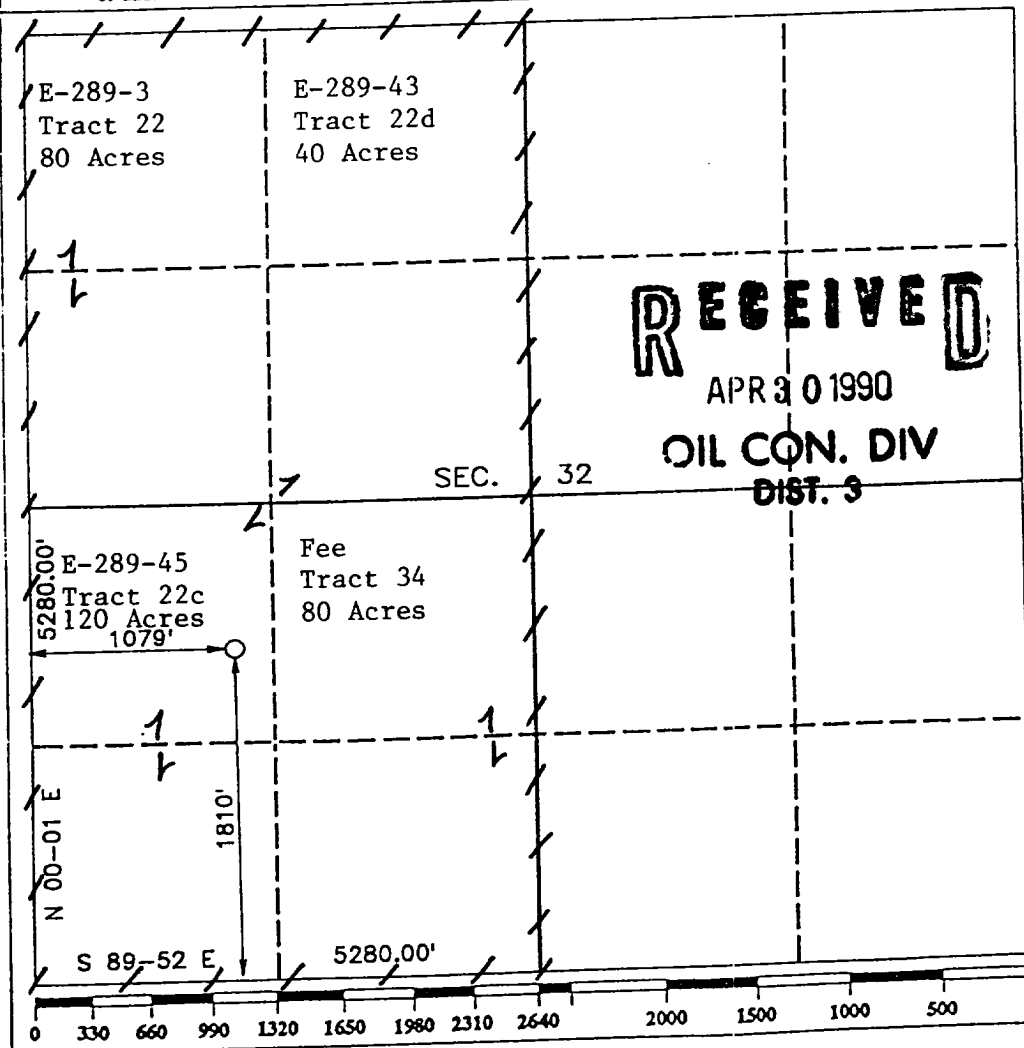 E-289-3
Tract 22
80 Acres
E-289-43
Tract 22d
40 Acres
RECEIVED
APR 30 1990
OIL CON. DIV
DIST. 3
SEC. 32
5280.00'
E-289-45
Tract 22c
120 Acres
1079'
Fee
Tract 34
80 Acres
1810'
N 00-01 E
S 89-52 E
5280.00'
0 330 660 990 1320 1650 1980 2310 2640 2000 1500 1000 500